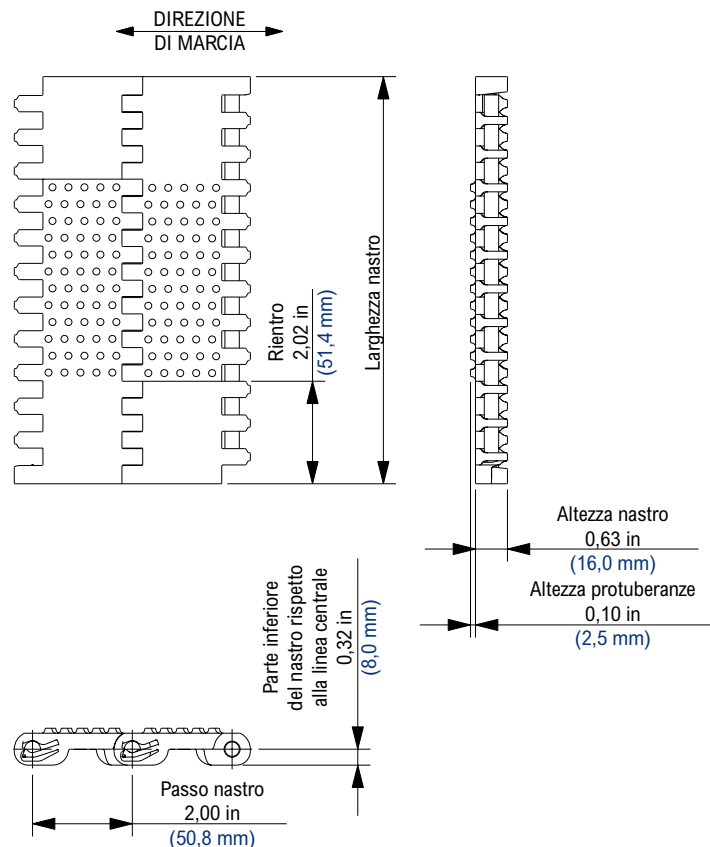 DIREZIONE
DI MARCIA
Rientro
2,02 in
(51,4 mm)
Larghezza nastro
Altezza nastro
0,63 in
(16,0 mm)
Altezza protuberanze
0,10 in
(2,5 mm)
Parte inferiore
del nastro rispetto
alla linea centrale
0,32 in
(8,0 mm)
Passo nastro
2,00 in
(50,8 mm)